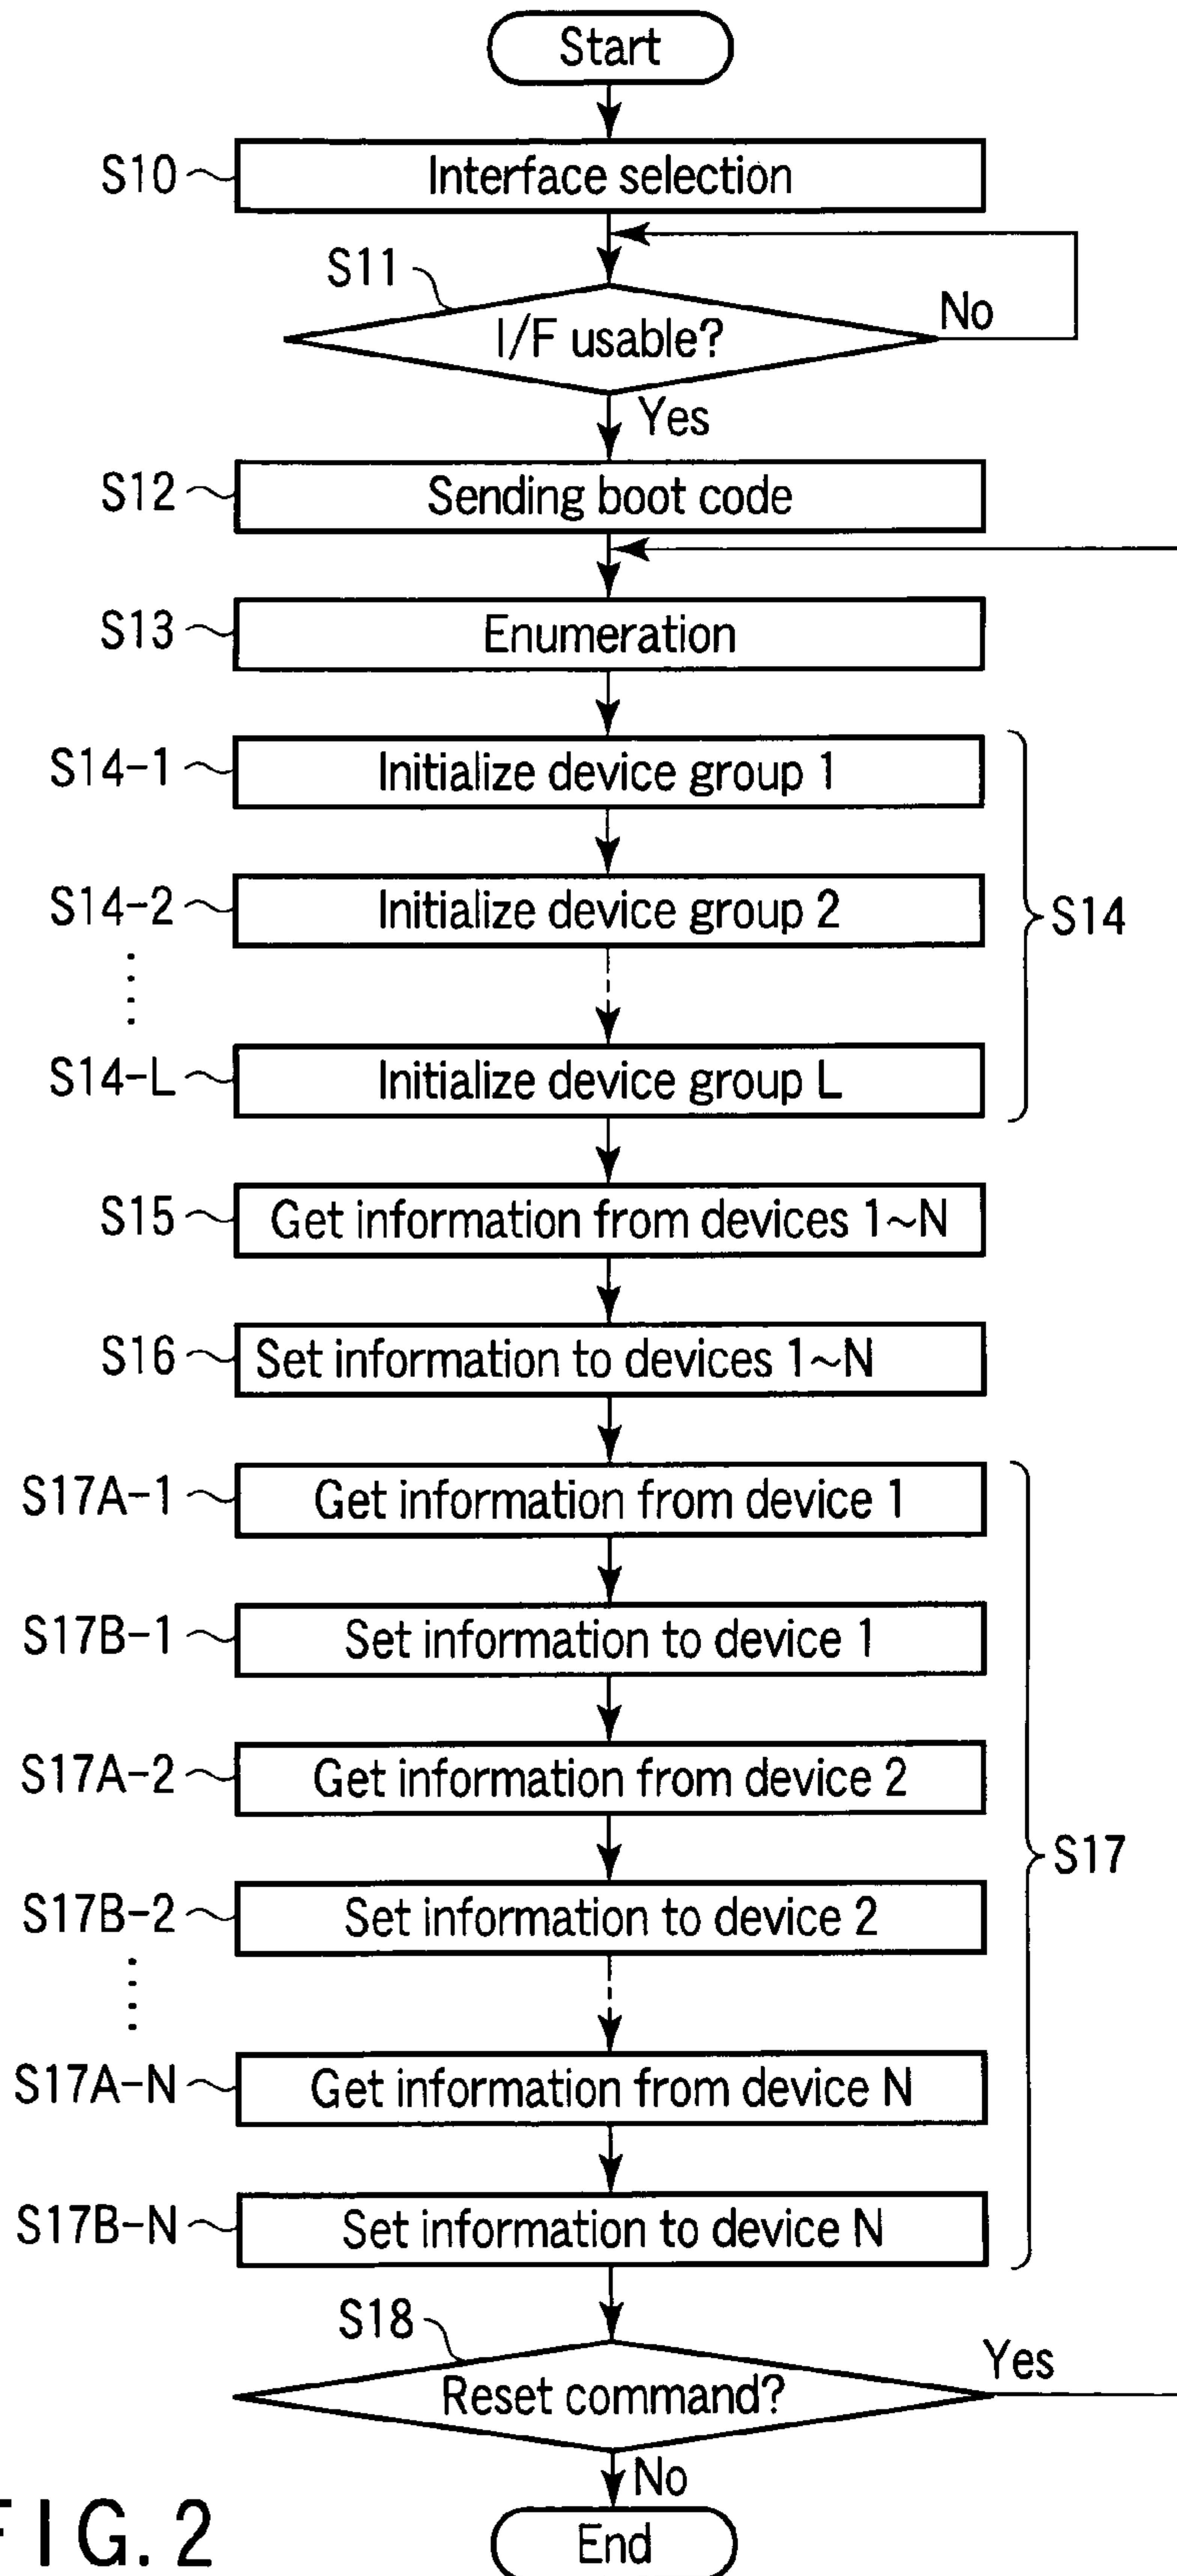 Start
S10 Interface selection
S11
I/F usable?
No
Yes
S12 Sending boot code
S13 Enumeration
S14-1 Initialize device group 1
S14-2 Initialize device group 2
S14
S14-L Initialize device group L
S15 Get information from devices 1~N
S16 Set information to devices 1~N
S17A-1 Get information from device 1
S17B-1 Set information to device 1
S17A-2 Get information from device 2
S17
S17B-2 Set information to device 2
S17A-N Get information from device N
S17B-N Set information to device N
S18
Reset command?
Yes
No
End
FIG. 2